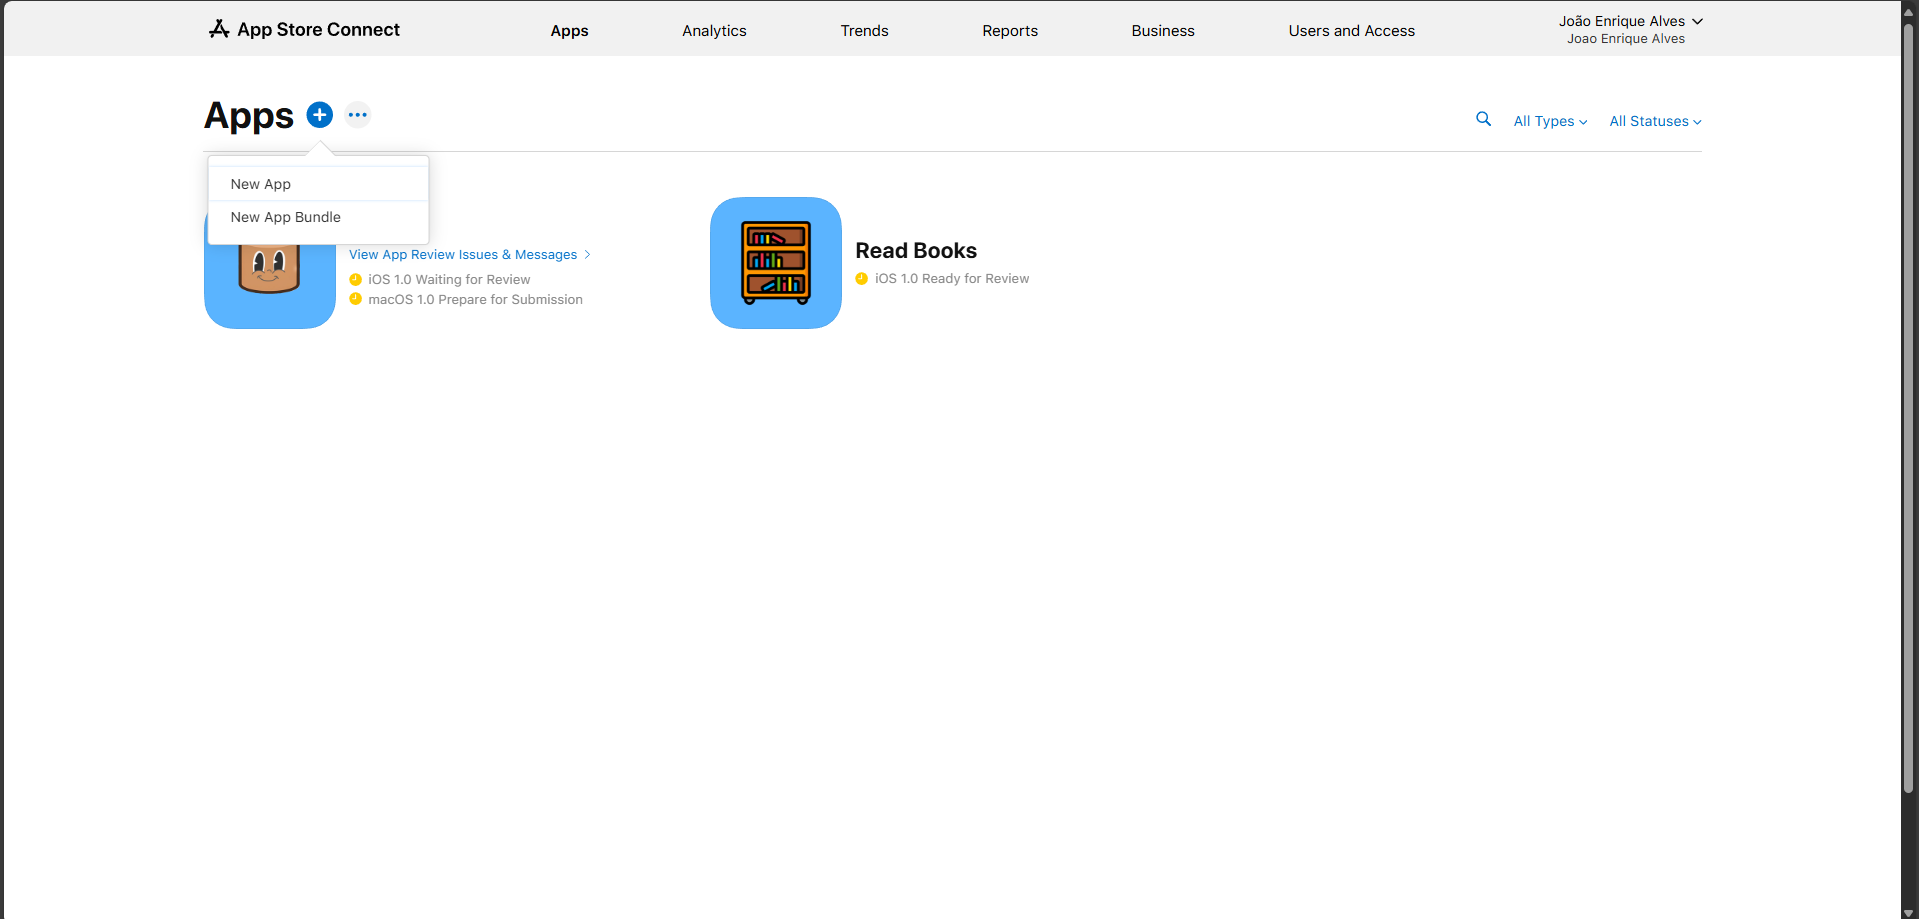 App Store Connect
Apps
Analytics
Trends
Reports
Business
Users and Access
João Enrique Alves
Joao Enrique Alves
Apps
All Types
All Statuses
New App
New App Bundle
View App Review Issues & Messages
iOS 1.0 Waiting for Review
macOS 1.0 Prepare for Submission
Read Books
iOS 1.0 Ready for Review